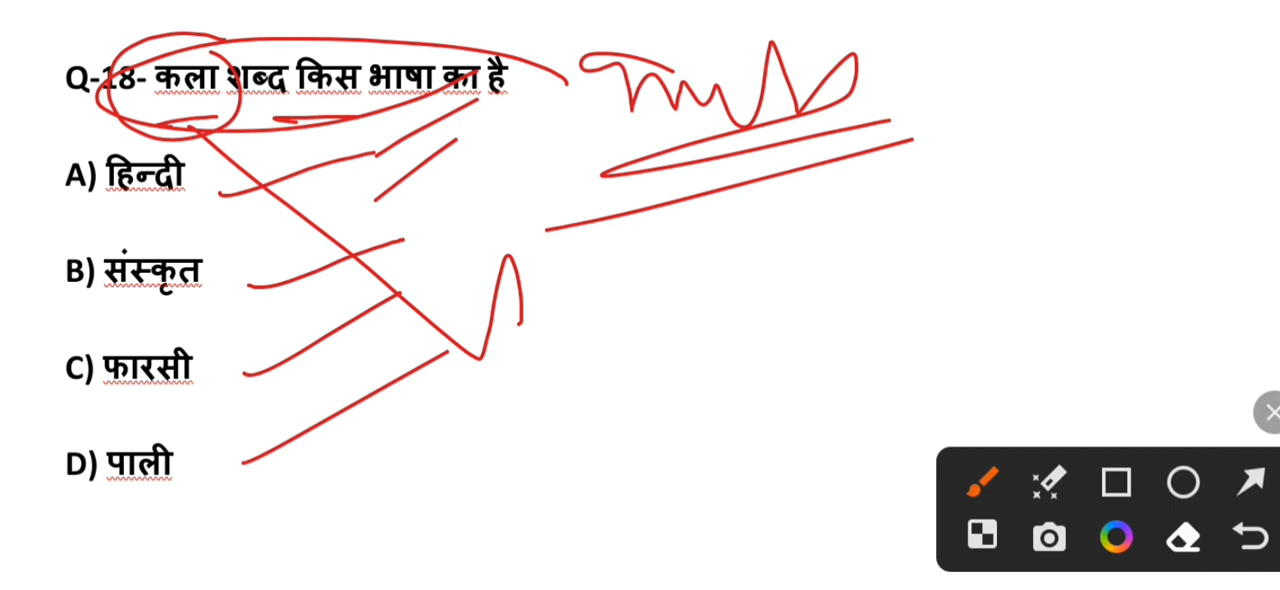 Q-18- कला शब्द किस भाषा का है
A) हिन्दी
B) संस्कृत
C) फारसी
D) पाली